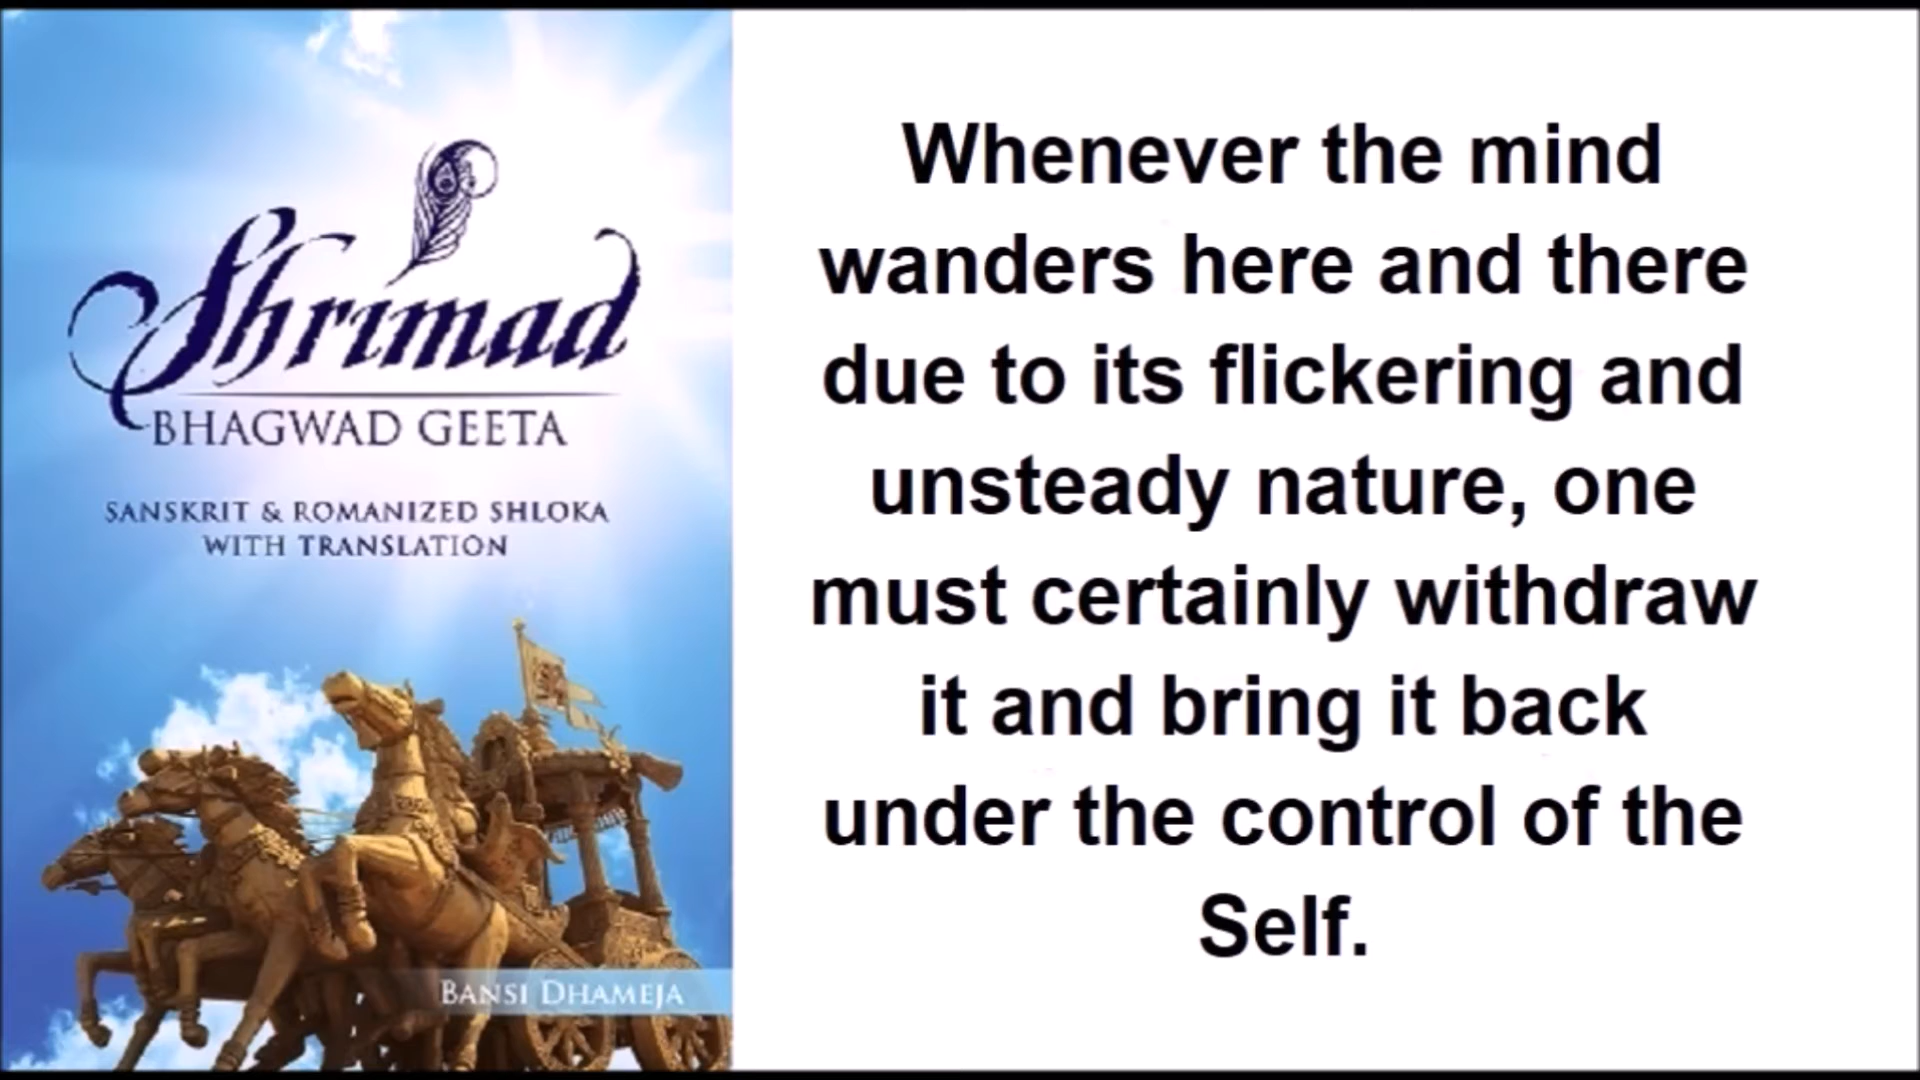 Shrimad
BHAGWAD GEETA
SANSKRIT & ROMANIZED SHLOKA
WITH TRANSLATION
BANSI DHAMEJA
Whenever the mind
wanders here and there
due to its flickering and
unsteady nature, one
must certainly withdraw
it and bring it back
under the control of the
Self.